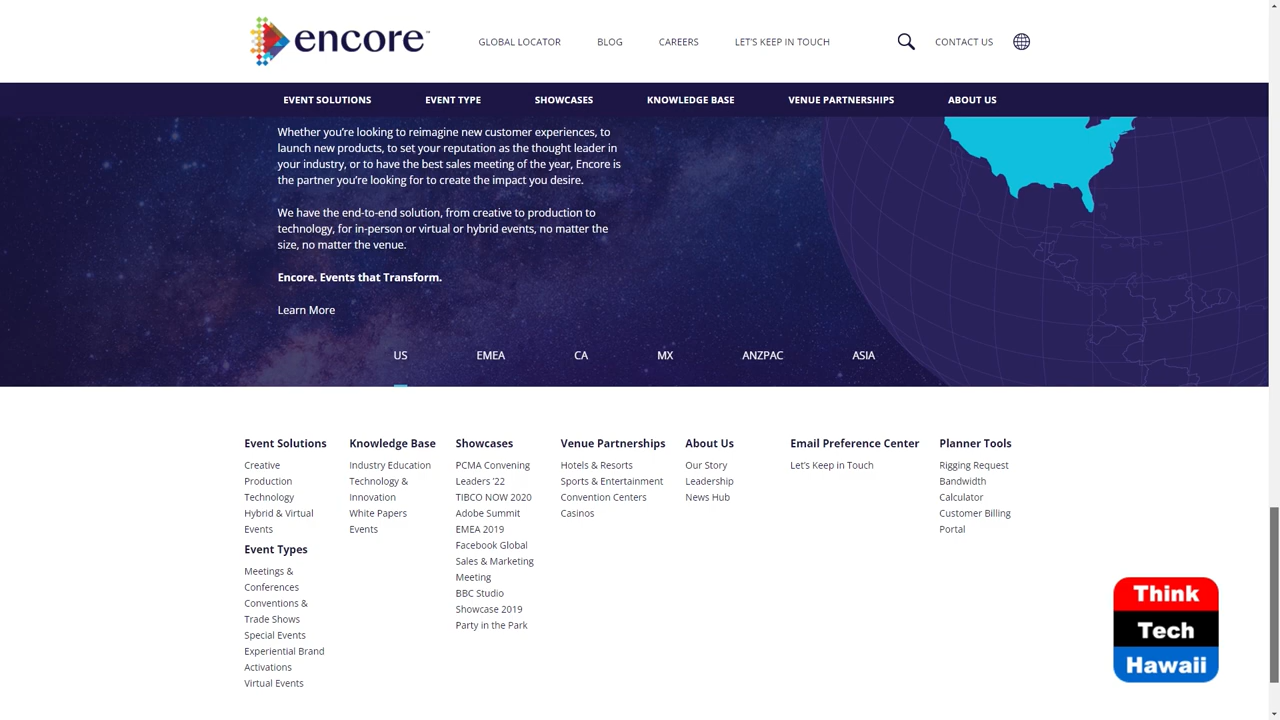 encore
GLOBAL LOCATOR
BLOG
CAREERS
LET'S KEEP IN TOUCH
CONTACT US
EVENT SOLUTIONS
EVENT TYPE
SHOWCASES
KNOWLEDGE BASE
VENUE PARTNERSHIPS
ABOUT US
Whether you're looking to reimagine new customer experiences, to
launch new products, to set your reputation as the thought leader in
your industry, or to have the best sales meeting of the year, Encore is
the partner you're looking for to create the impact you desire.
We have the end-to-end solution, from creative to production to
technology, for in-person or virtual or hybrid events, no matter the
size, no matter the venue.
Encore. Events that Transform.
Learn More
US
EMEA
CA
MX
ANZPAC
ASIA
Event Solutions
Creative
Production
Technology
Hybrid & Virtual
Events
Event Types
Meetings &
Conferences
Conventions &
Trade Shows
Special Events
Experiential Brand
Activations
Virtual Events
Knowledge Base
Industry Education
Technology &
Innovation
White Papers
Events
Showcases
PCMA Convening
Leaders '22
TIBCO NOW 2020
Adobe Summit
EMEA 2019
Facebook Global
Sales & Marketing
Meeting
BBC Studio
Showcase 2019
Party in the Park
Venue Partnerships
Hotels & Resorts
Sports & Entertainment
Convention Centers
Casinos
About Us
Our Story
Leadership
News Hub
Email Preference Center
Let's Keep in Touch
Planner Tools
Rigging Request
Bandwidth
Calculator
Customer Billing
Portal
Think
Tech
Hawaii